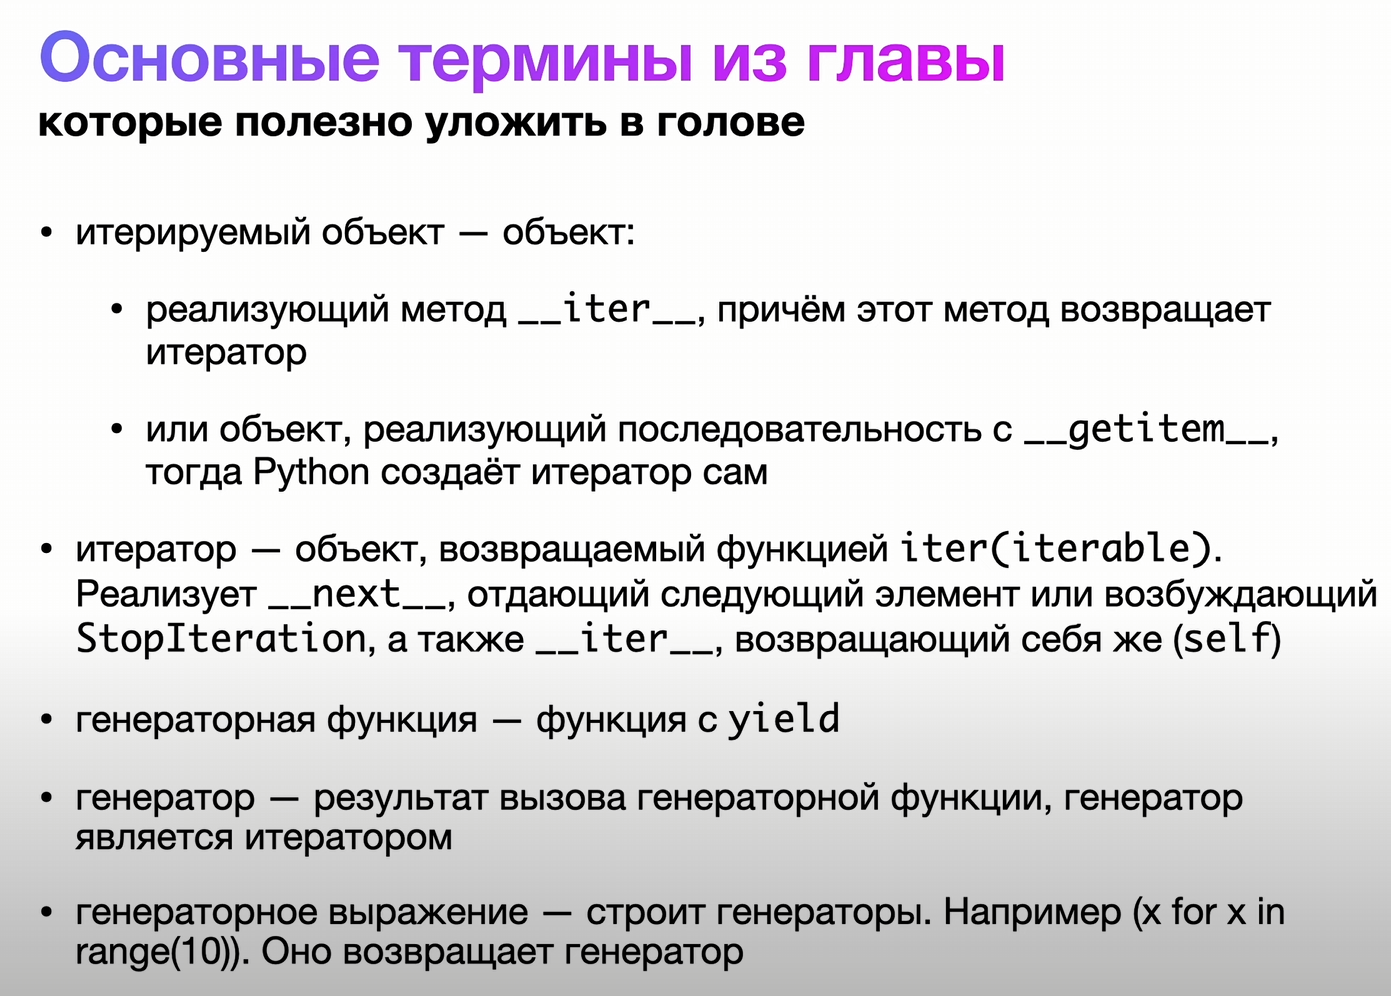 Основные термины из главы
которые полезно уложить в голове
• итерируемый объект — объект:
• реализующий метод __iter__, причём этот метод возвращает
итератор
• или объект, реализующий последовательность с __getitem__,
тогда Python создаёт итератор сам
• итератор — объект, возвращаемый функцией iter(iterable).
Реализует __next__, отдающий следующий элемент или возбуждающий
StopIteration, а также __iter__, возвращающий себя же (self)
• генераторная функция — функция с yield
• генератор — результат вызова генераторной функции, генератор
является итератором
• генераторное выражение — строит генераторы. Например (x for x in
range(10)). Оно возвращает генератор